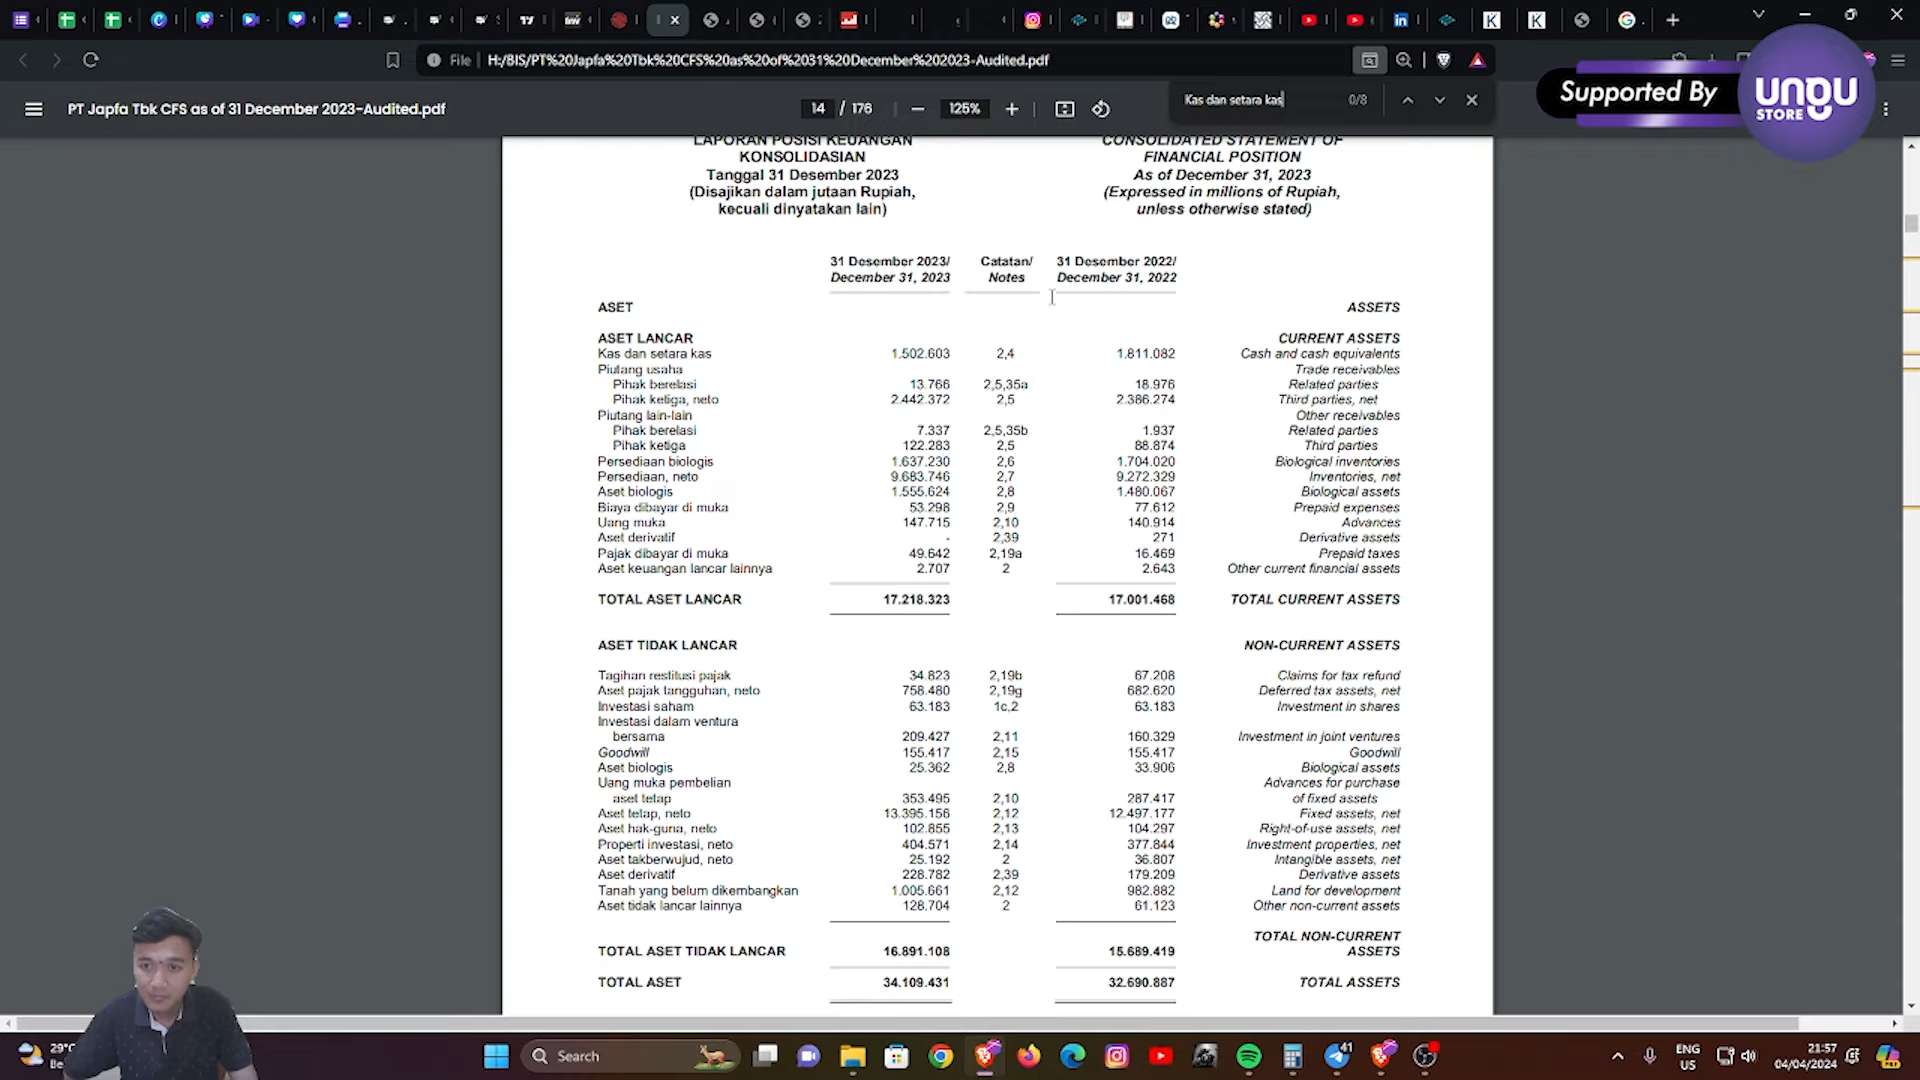 File H:/BIS/PT%20Japfa%20Tbk%20CFS%20as%20of%2031%20December%202023-Audited.pdf
PT Japfa Tbk CFS as of 31 December 2023-Audited.pdf 14 / 176 125%
Kas dan setara kas 0/8
Supported By
UNGU
STORE
LAPORAN POSISI KEUANGAN CONSOLIDATED STATEMENT OF
KONSOLIDASIAN FINANCIAL POSITION
Tanggal 31 Desember 2023 As of December 31, 2023
(Disajikan dalam jutaan Rupiah, (Expressed in millions of Rupiah,
kecuali dinyatakan lain) unless otherwise stated)
31 Desember 2023/ Catatan/ 31 Desember 2022/
December 31, 2023 Notes December 31, 2022
ASET ASSETS
ASET LANCAR CURRENT ASSETS
Kas dan setara kas 1.502.603 2,4 1.811.082 Cash and cash equivalents
Piutang usaha Trade receivables
Pihak berelasi 13.766 2,5,35a 18.976 Related parties
Pihak ketiga, neto 2.442.372 2,5 2.386.274 Third parties, net
Piutang lain-lain Other receivables
Pihak berelasi 7.337 2,5,35b 1.937 Related parties
Pihak ketiga 122.283 2,5 88.874 Third parties
Persediaan biologis 1.637.230 2,6 1.704.020 Biological inventories
Persediaan, neto 9.683.746 2,7 9.272.329 Inventories, net
Aset biologis 1.555.624 2,8 1.480.067 Biological assets
Biaya dibayar di muka 53.298 2,9 77.612 Prepaid expenses
Uang muka 147.715 2,10 140.914 Advances
Aset derivatif - 2,39 271 Derivative assets
Pajak dibayar di muka 49.642 2,19a 16.469 Prepaid taxes
Aset keuangan lancar lainnya 2.707 2 2.643 Other current financial assets
TOTAL ASET LANCAR 17.218.323 17.001.468 TOTAL CURRENT ASSETS
ASET TIDAK LANCAR NON-CURRENT ASSETS
Tagihan restitusi pajak 34.823 2,19b 67.208 Claims for tax refund
Aset pajak tangguhan, neto 758.480 2,19g 682.620 Deferred tax assets, net
Investasi saham 63.183 1c,2 63.183 Investment in shares
Investasi dalam ventura
bersama 209.427 2,11 160.329 Investment in joint ventures
Goodwill 155.417 2,15 155.417 Goodwill
Aset biologis 25.362 2,8 33.906 Biological assets
Uang muka pembelian Advances for purchase
aset tetap 353.495 2,10 287.417 of fixed assets
Aset tetap, neto 13.395.156 2,12 12.497.177 Fixed assets, net
Aset hak-guna, neto 102.855 2,13 104.297 Right-of-use assets, net
Properti investasi, neto 404.571 2,14 377.844 Investment properties, net
Aset takberwujud, neto 25.192 2 36.807 Intangible assets, net
Aset derivatif 228.782 2,39 179.209 Derivative assets
Tanah yang belum dikembangkan 1.005.661 2,12 982.882 Land for development
Aset tidak lancar lainnya 128.704 2 61.123 Other non-current assets
TOTAL NON-CURRENT
TOTAL ASET TIDAK LANCAR 16.891.108 15.689.419 ASSETS
TOTAL ASET 34.109.431 32.690.887 TOTAL ASSETS
29°C
Search
41
ENG
US
21:57
04/04/2024